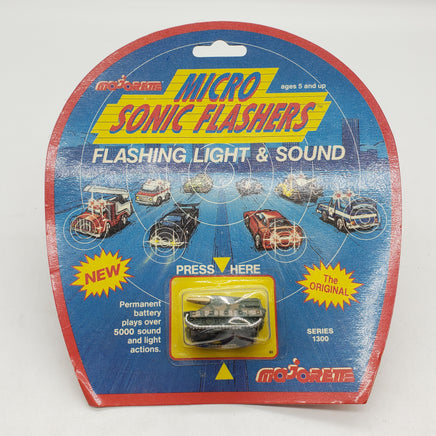 MAJORETTE
ages 5 and up
MICRO
SONIC FLASHERS
FLASHING LIGHT & SOUND
NEW
PRESS HERE
The
ORIGINAL
Permanent
battery
plays over
5000 sound
and light
actions.
SERIES
1300
MAJORETTE